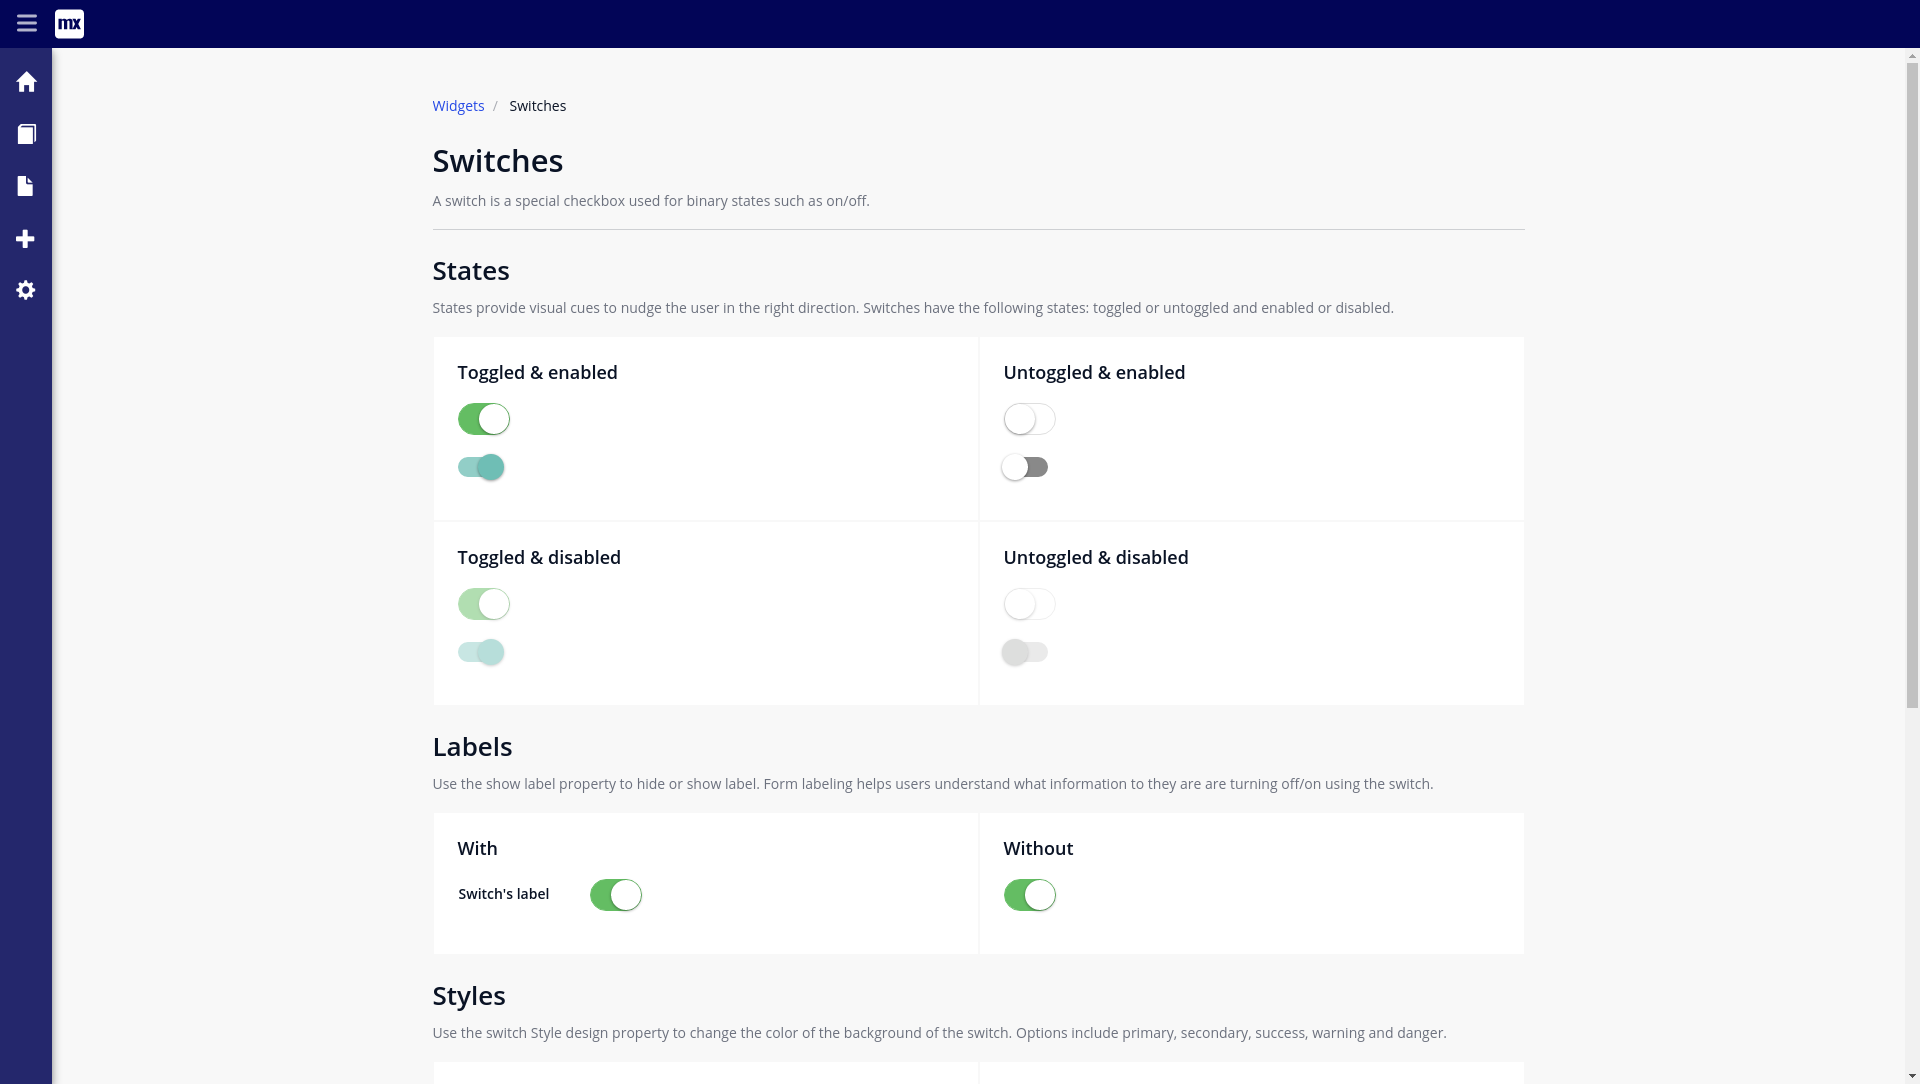 mx
Widgets / Switches
Switches
A switch is a special checkbox used for binary states such as on/off.
States
States provide visual cues to nudge the user in the right direction. Switches have the following states: toggled or untoggled and enabled or disabled.
Toggled & enabled
Untoggled & enabled
Toggled & disabled
Untoggled & disabled
Labels
Use the show label property to hide or show label. Form labeling helps users understand what information to they are are turning off/on using the switch.
With
Switch's label
Without
Styles
Use the switch Style design property to change the color of the background of the switch. Options include primary, secondary, success, warning and danger.